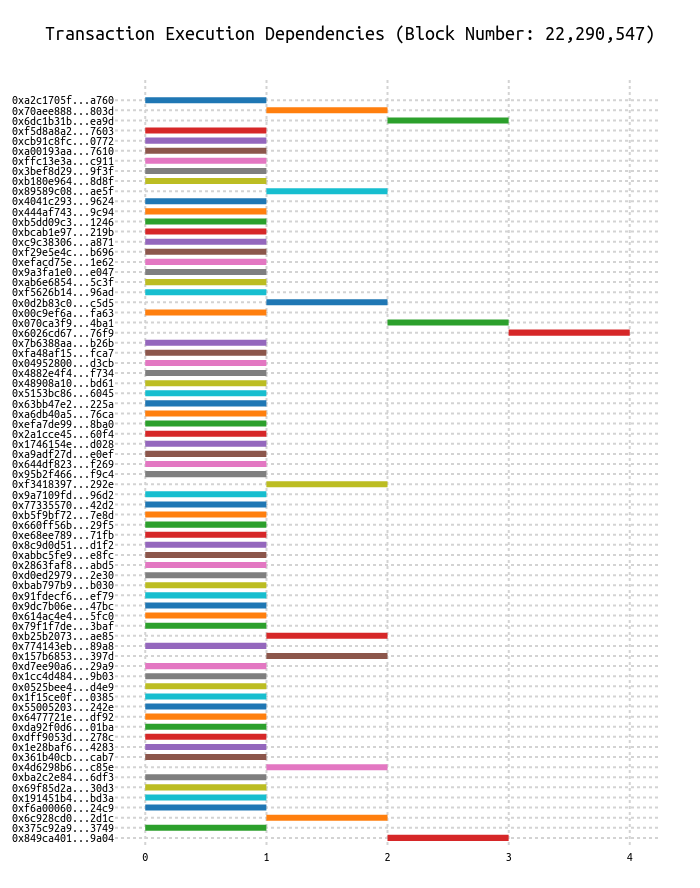 Transaction Execution Dependencies (Block Number: 22,290,547)
0xa2c1705f...a760
0x70aee888...803d
0x6dc1b31b...ea9d
0xf5d8a8a2...7603
0xcb91c8fc...0772
0xa00193aa...7610
0xffc13e3a...c911
0x3bef8d29...9f3f
0xb180e964...8d8f
0x89589c08...ae5f
0x4041c293...9624
0x444af743...9c94
0xb5dd09c3...1246
0xbcab1e97...219b
0xc9c38306...a871
0xf29e5e4c...b696
0xefacd75e...1e62
0x9a3fa1e0...e047
0xab6e6854...5c3f
0xf5626b14...96ad
0x0d2b83c0...c5d5
0x00c9ef6a...fa63
0x070ca3f9...4ba1
0x6026cd67...76f9
0x7b6388aa...b26b
0xfa48af15...fca7
0x04952800...d3cb
0x4882e4f4...f734
0x48908a10...bd61
0x5153bc86...6045
0x63bb47e2...225a
0xa6db40a5...76ca
0xefa7de99...8ba0
0x2a1cce45...60f4
0x1746154e...d028
0xa9adf27d...e0ef
0x644df823...f269
0x95b2f466...f9c4
0xf3418397...292e
0x9a7109fd...96d2
0x77335570...42d2
0xb5f9bf72...7e8d
0x660ff56b...29f5
0xe68ee789...71fb
0x8c9d0d51...d1f2
0xabbc5fe9...e8fc
0x2863faf8...abd5
0xd0ed2979...2e30
0xbab797b9...b030
0x91fdecf6...ef79
0x9dc7b06e...47bc
0x614ac4e4...5fc0
0x79f1f7de...3baf
0xb25b2073...ae85
0x774143eb...89a8
0x157b6853...397d
0xd7ee90a6...29a9
0x1cc4d484...9b03
0x0525bee4...d4e9
0x1f15ce0f...0385
0x55005203...242e
0x6477721e...df92
0xda92f0d6...01ba
0xdff9053d...278c
0x1e28baf6...4283
0x361b40cb...cab7
0x4d6298b6...c85e
0xba2c2e84...6df3
0x69f85d2a...30d3
0x191451b4...bd3a
0xf6a00060...24c9
0x6c928cd0...2d1c
0x375c92a9...3749
0x849ca401...9a04
0 1 2 3 4